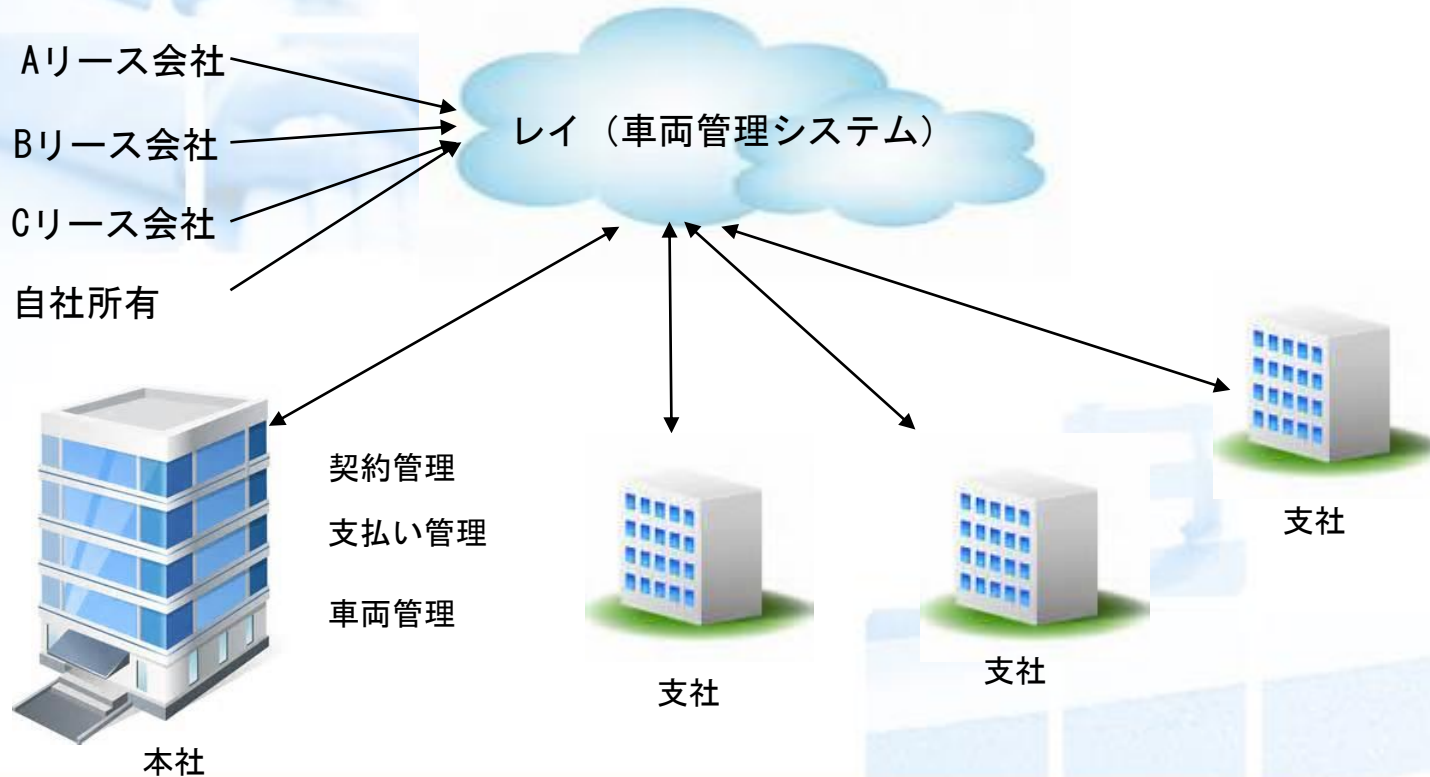 Aリース会社
Bリース会社
Cリース会社
自社所有
レイ（車両管理システム）
契約管理
支払い管理
車両管理
本社
支社
支社
支社